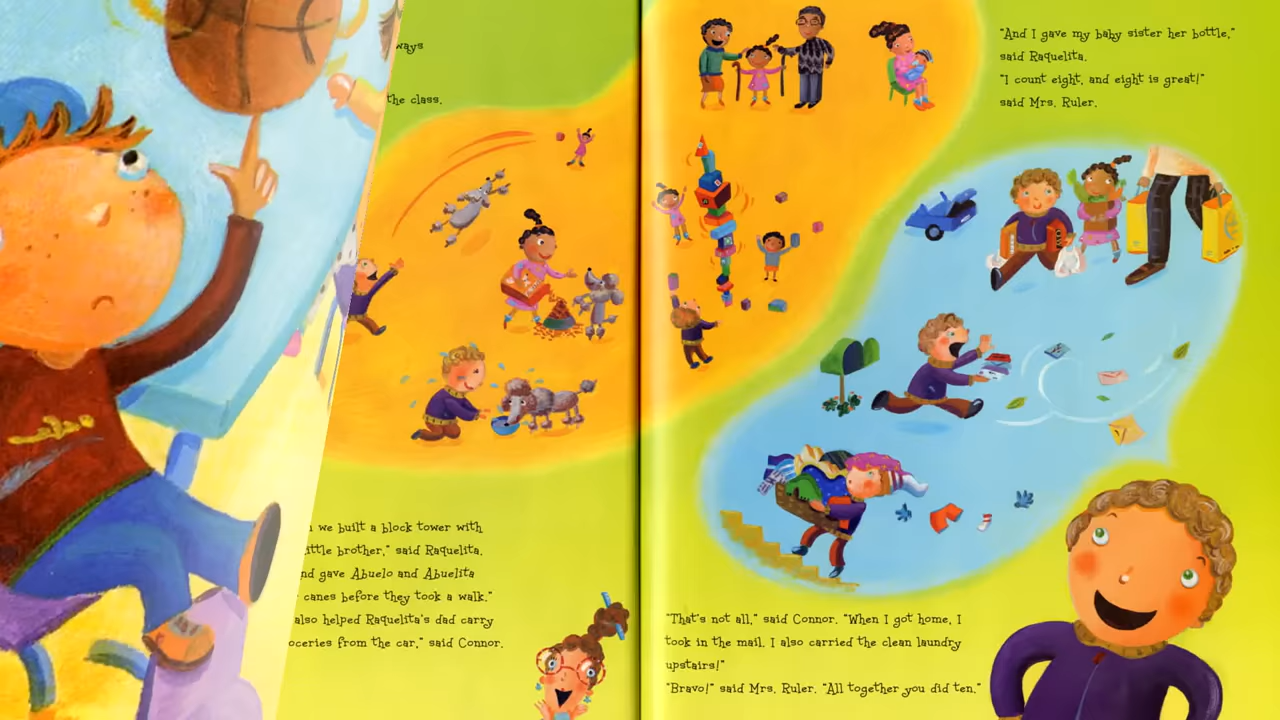 ways
the class.
we built a block tower with
little brother," said Raquelita.
nd gave Abuelo and Abuelita
canes before they took a walk."
also helped Raquelita's dad carry
oceries from the car," said Connor.
"And I gave my baby sister her bottle,"
said Raquelita.
"I count eight, and eight is great!"
said Mrs. Ruler.
"That's not all," said Connor. "When I got home, I
took in the mail. I also carried the clean laundry
upstairs!"
"Bravo!" said Mrs. Ruler. "All together you did ten."